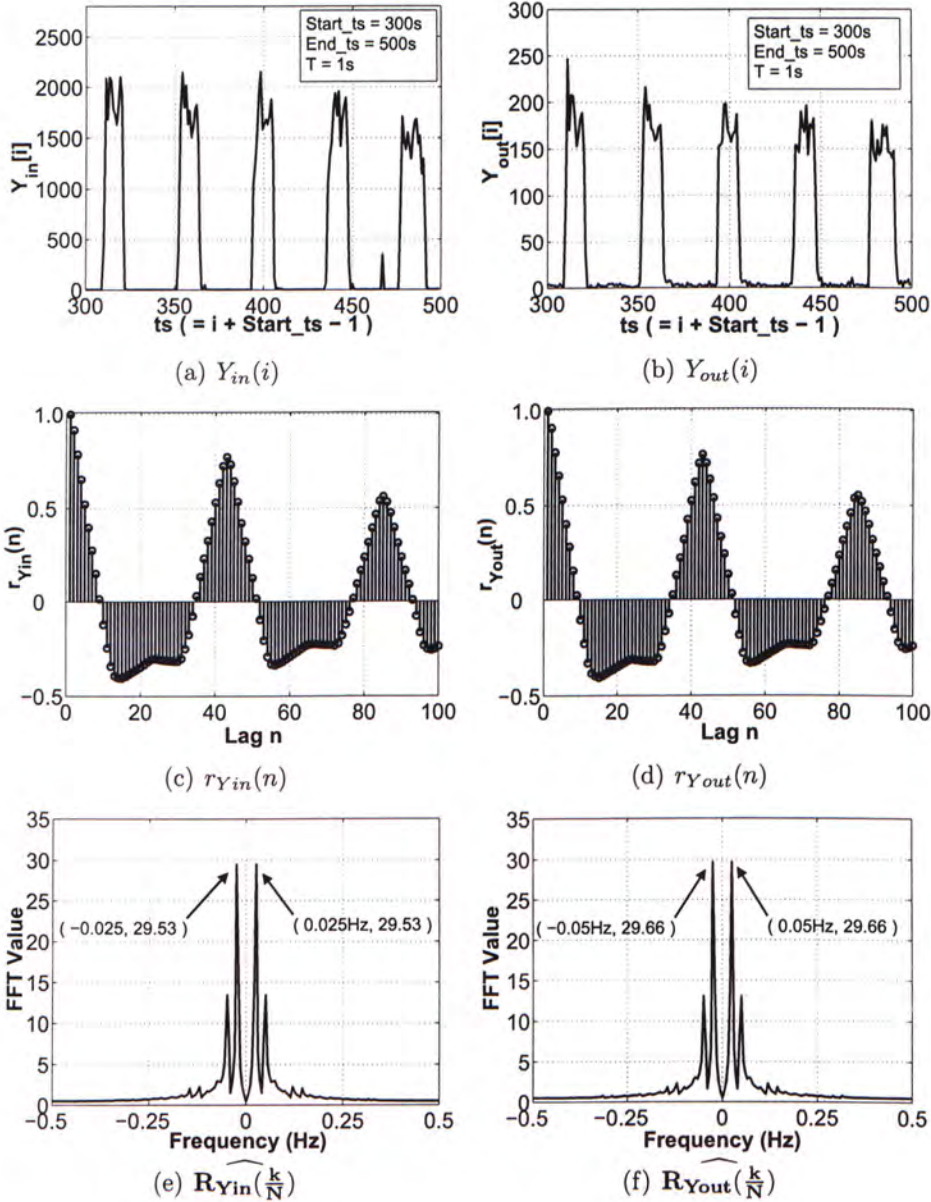 Y_in[i]
2500
2000
1500
1000
500
0
300 350 400 450 500
Start_ts = 300s
End_ts = 500s
T = 1s
ts ( = i + Start_ts − 1 )
(a) Y_in(i)
Y_out[i]
300
250
200
150
100
50
0
300 350 400 450 500
Start_ts = 300s
End_ts = 500s
T = 1s
ts ( = i + Start_ts − 1 )
(b) Y_out(i)
r_Yin(n)
1.0
0.5
0
−0.5
0 20 40 60 80 100
Lag n
(c) r_Yin(n)
r_Yout(n)
1.0
0.5
0
−0.5
0 20 40 60 80 100
Lag n
(d) r_Yout(n)
FFT Value
35
30
25
20
15
10
5
0
−0.5 −0.25 0 0.25 0.5
( −0.025, 29.53 )
( 0.025Hz, 29.53 )
Frequency (Hz)
(e) R_Yin(k/N)
FFT Value
35
30
25
20
15
10
5
0
−0.5 −0.25 0 0.25 0.5
( −0.05Hz, 29.66 )
( 0.05Hz, 29.66 )
Frequency (Hz)
(f) R_Yout(k/N)